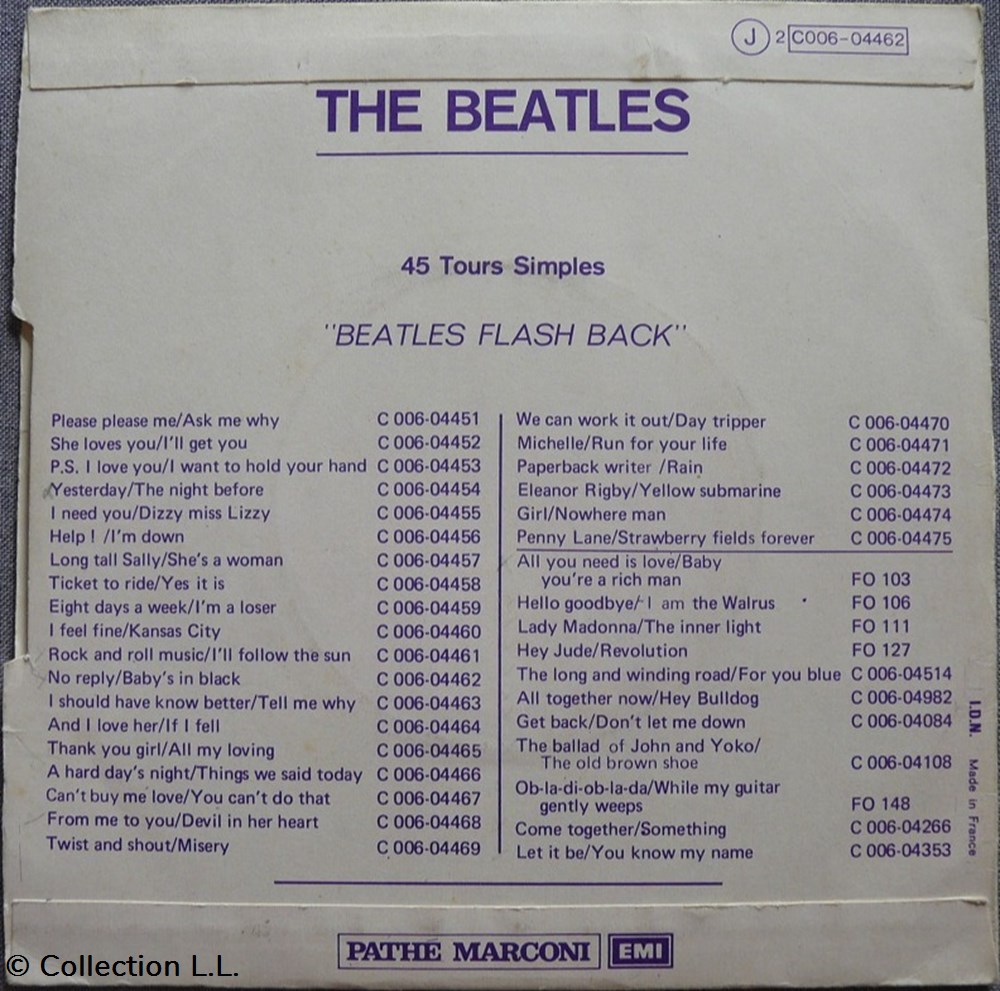 J 2 C006-04462
THE BEATLES
45 Tours Simples
"BEATLES FLASH BACK"
Please please me/Ask me why C 006-04451
She loves you/I'll get you C 006-04452
P.S. I love you/I want to hold your hand C 006-04453
Yesterday/The night before C 006-04454
I need you/Dizzy miss Lizzy C 006-04455
Help ! /I'm down C 006-04456
Long tall Sally/She's a woman C 006-04457
Ticket to ride/Yes it is C 006-04458
Eight days a week/I'm a loser C 006-04459
I feel fine/Kansas City C 006-04460
Rock and roll music/I'll follow the sun C 006-04461
No reply/Baby's in black C 006-04462
I should have know better/Tell me why C 006-04463
And I love her/If I fell C 006-04464
Thank you girl/All my loving C 006-04465
A hard day's night/Things we said today C 006-04466
Can't buy me love/You can't do that C 006-04467
From me to you/Devil in her heart C 006-04468
Twist and shout/Misery C 006-04469
We can work it out/Day tripper C 006-04470
Michelle/Run for your life C 006-04471
Paperback writer /Rain C 006-04472
Eleanor Rigby/Yellow submarine C 006-04473
Girl/Nowhere man C 006-04474
Penny Lane/Strawberry fields forever C 006-04475
All you need is love/Baby
you're a rich man FO 103
Hello goodbye/ I am the Walrus FO 106
Lady Madonna/The inner light FO 111
Hey Jude/Revolution FO 127
The long and winding road/For you blue C 006-04514
All together now/Hey Bulldog C 006-04982
Get back/Don't let me down C 006-04084
The ballad of John and Yoko/
The old brown shoe C 006-04108
Ob-la-di-ob-la-da/While my guitar
gently weeps FO 148
Come together/Something C 006-04266
Let it be/You know my name C 006-04353
I.D.N. Made in France
PATHÉ MARCONI EMI
© Collection L.L.